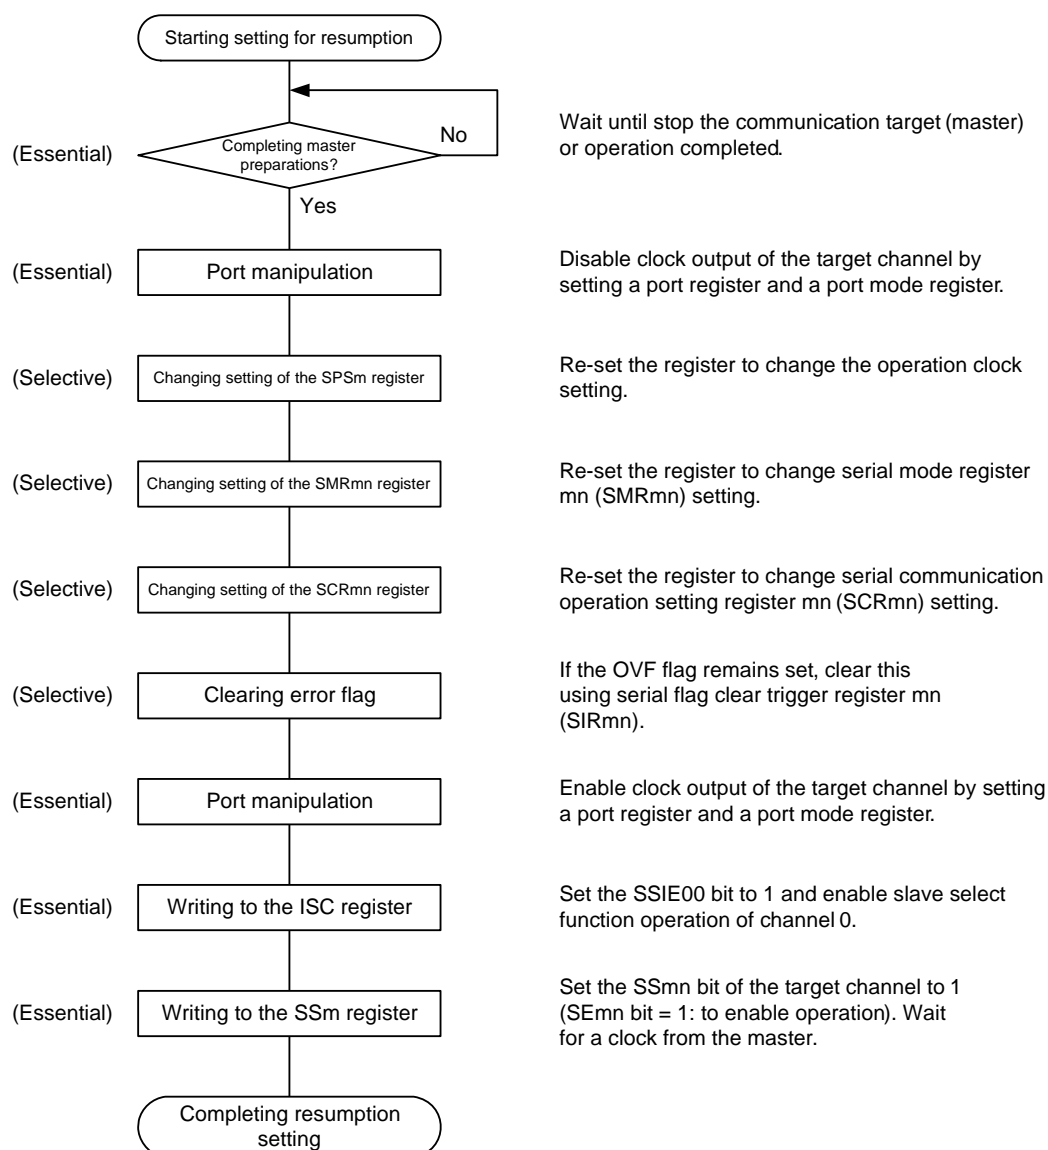 Starting setting for resumption
(Essential)
Completing master
preparations?
No
Yes
Wait until stop the communication target (master)
or operation completed.
(Essential)
Port manipulation
Disable clock output of the target channel by
setting a port register and a port mode register.
(Selective)
Changing setting of the SPSm register
Re-set the register to change the operation clock
setting.
(Selective)
Changing setting of the SMRmn register
Re-set the register to change serial mode register
mn (SMRmn) setting.
(Selective)
Changing setting of the SCRmn register
Re-set the register to change serial communication
operation setting register mn (SCRmn) setting.
(Selective)
Clearing error flag
If the OVF flag remains set, clear this
using serial flag clear trigger register mn
(SIRmn).
(Essential)
Port manipulation
Enable clock output of the target channel by setting
a port register and a port mode register.
(Essential)
Writing to the ISC register
Set the SSIE00 bit to 1 and enable slave select
function operation of channel 0.
(Essential)
Writing to the SSm register
Set the SSmn bit of the target channel to 1
(SEmn bit = 1: to enable operation). Wait
for a clock from the master.
Completing resumption
setting